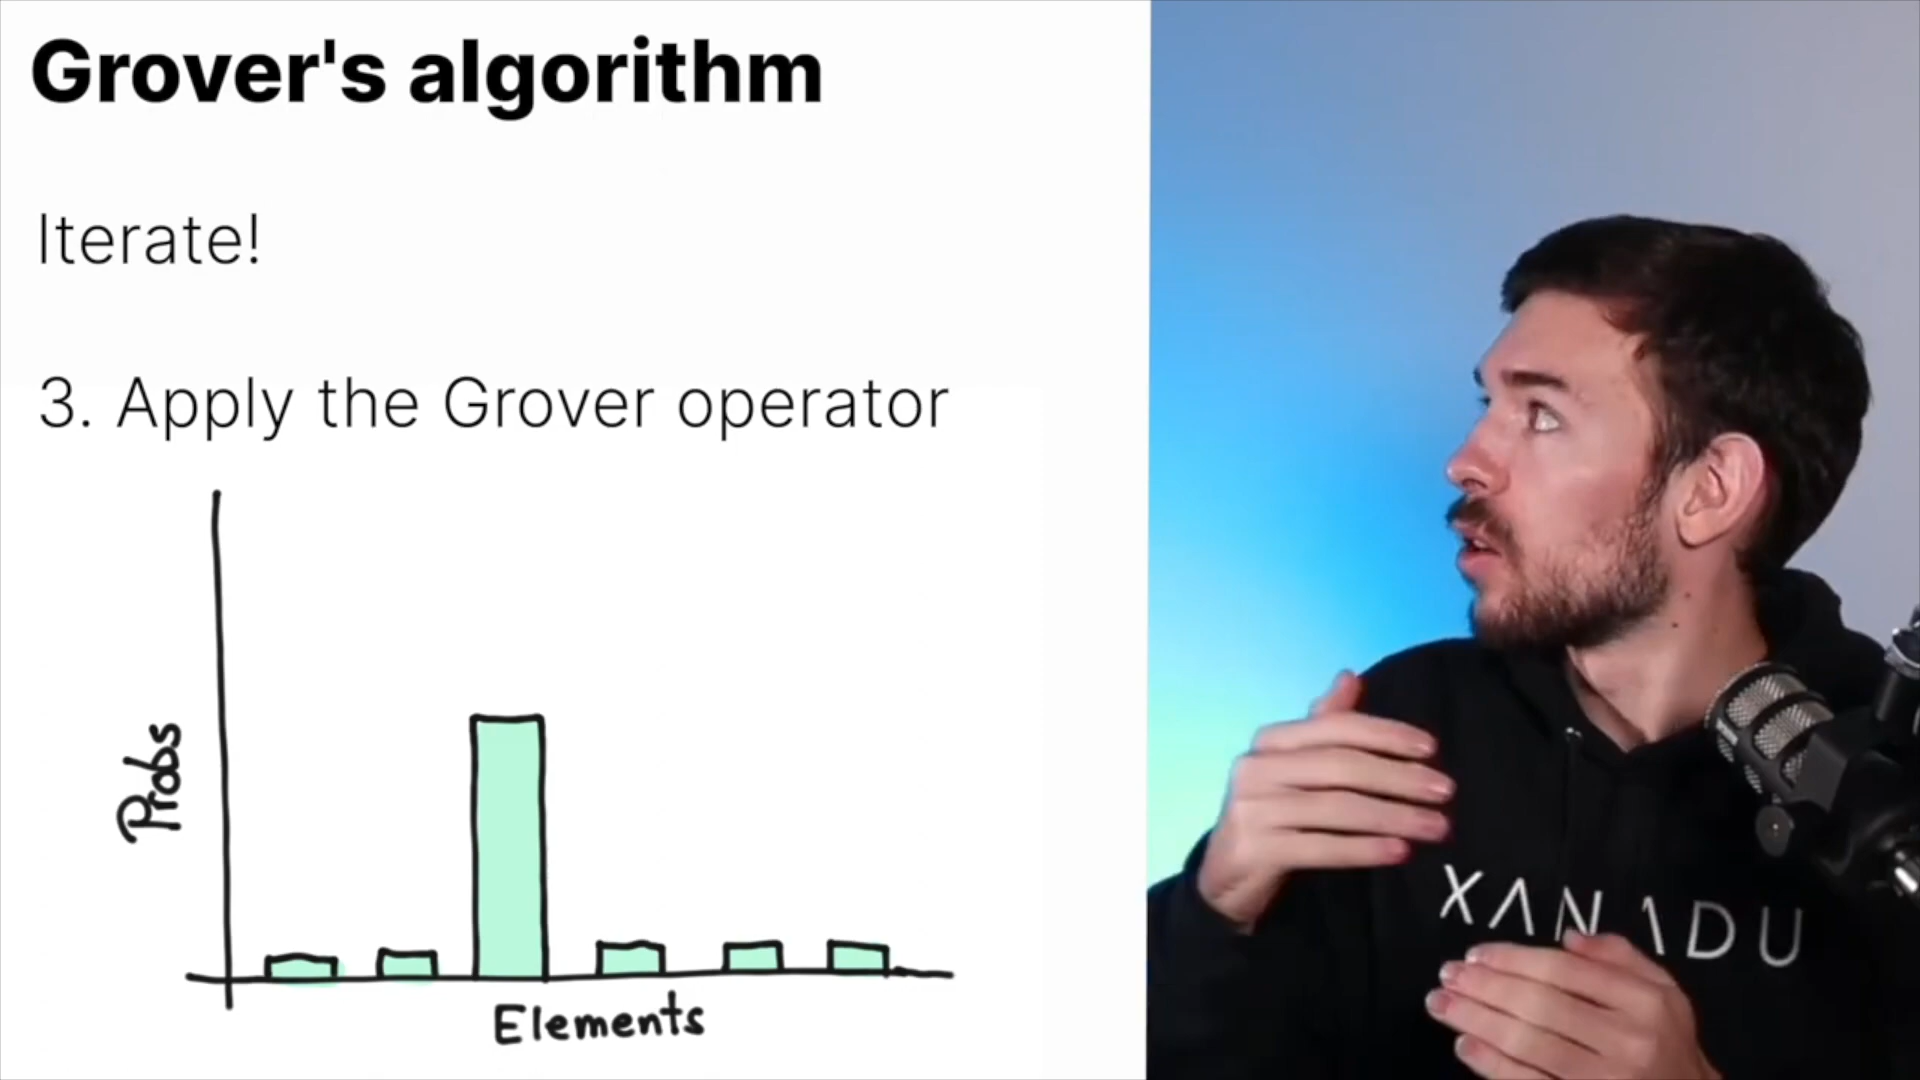 Grover's algorithm
Iterate!
3. Apply the Grover operator
Probs
Elements
XANADU